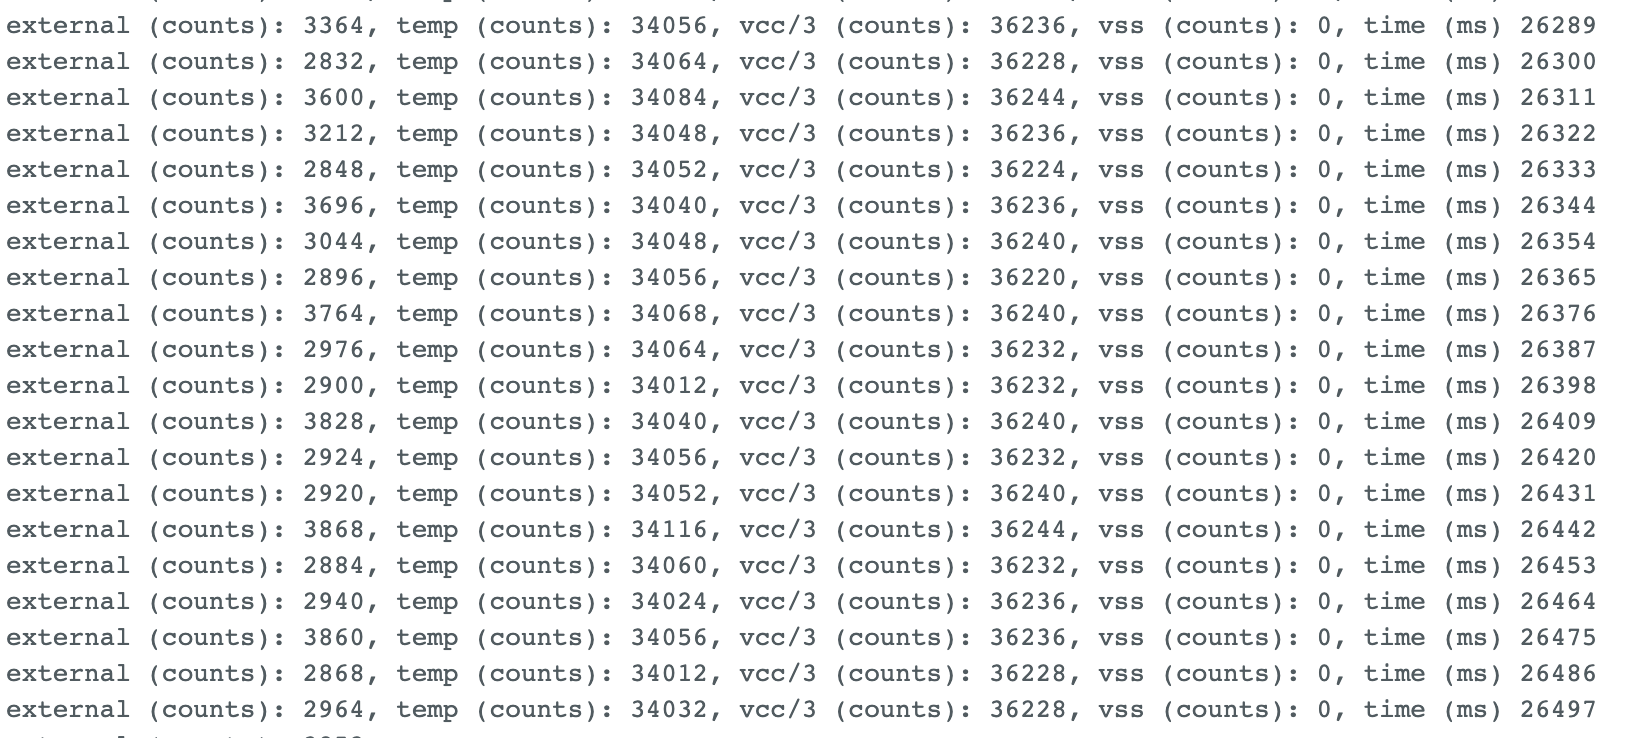 external (counts): 3364, temp (counts): 34056, vcc/3 (counts): 36236, vss (counts): 0, time (ms) 26289
external (counts): 2832, temp (counts): 34064, vcc/3 (counts): 36228, vss (counts): 0, time (ms) 26300
external (counts): 3600, temp (counts): 34084, vcc/3 (counts): 36244, vss (counts): 0, time (ms) 26311
external (counts): 3212, temp (counts): 34048, vcc/3 (counts): 36236, vss (counts): 0, time (ms) 26322
external (counts): 2848, temp (counts): 34052, vcc/3 (counts): 36224, vss (counts): 0, time (ms) 26333
external (counts): 3696, temp (counts): 34040, vcc/3 (counts): 36236, vss (counts): 0, time (ms) 26344
external (counts): 3044, temp (counts): 34048, vcc/3 (counts): 36240, vss (counts): 0, time (ms) 26354
external (counts): 2896, temp (counts): 34056, vcc/3 (counts): 36220, vss (counts): 0, time (ms) 26365
external (counts): 3764, temp (counts): 34068, vcc/3 (counts): 36240, vss (counts): 0, time (ms) 26376
external (counts): 2976, temp (counts): 34064, vcc/3 (counts): 36232, vss (counts): 0, time (ms) 26387
external (counts): 2900, temp (counts): 34012, vcc/3 (counts): 36232, vss (counts): 0, time (ms) 26398
external (counts): 3828, temp (counts): 34040, vcc/3 (counts): 36240, vss (counts): 0, time (ms) 26409
external (counts): 2924, temp (counts): 34056, vcc/3 (counts): 36232, vss (counts): 0, time (ms) 26420
external (counts): 2920, temp (counts): 34052, vcc/3 (counts): 36240, vss (counts): 0, time (ms) 26431
external (counts): 3868, temp (counts): 34116, vcc/3 (counts): 36244, vss (counts): 0, time (ms) 26442
external (counts): 2884, temp (counts): 34060, vcc/3 (counts): 36232, vss (counts): 0, time (ms) 26453
external (counts): 2940, temp (counts): 34024, vcc/3 (counts): 36236, vss (counts): 0, time (ms) 26464
external (counts): 3860, temp (counts): 34056, vcc/3 (counts): 36236, vss (counts): 0, time (ms) 26475
external (counts): 2868, temp (counts): 34012, vcc/3 (counts): 36228, vss (counts): 0, time (ms) 26486
external (counts): 2964, temp (counts): 34032, vcc/3 (counts): 36228, vss (counts): 0, time (ms) 26497